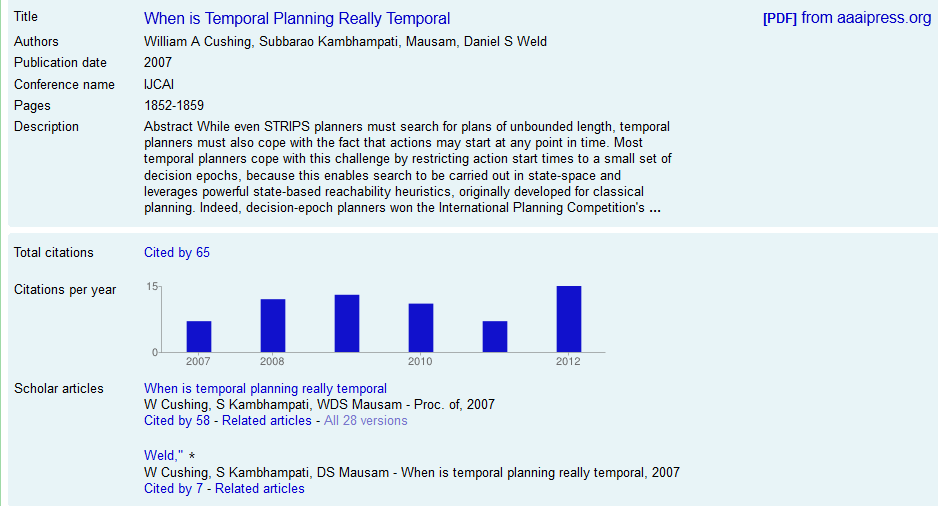 Title When is Temporal Planning Really Temporal [PDF] from aaaipress.org
Authors William A Cushing, Subbarao Kambhampati, Mausam, Daniel S Weld
Publication date 2007
Conference name IJCAI
Pages 1852-1859
Description Abstract While even STRIPS planners must search for plans of unbounded length, temporal
planners must also cope with the fact that actions may start at any point in time. Most
temporal planners cope with this challenge by restricting action start times to a small set of
decision epochs, because this enables search to be carried out in state-space and
leverages powerful state-based reachability heuristics, originally developed for classical
planning. Indeed, decision-epoch planners won the International Planning Competition's ...
Total citations Cited by 65
Citations per year
15
0
2007 2008 2010 2012
Scholar articles When is temporal planning really temporal
W Cushing, S Kambhampati, WDS Mausam - Proc. of, 2007
Cited by 58 - Related articles - All 28 versions
Weld," *
W Cushing, S Kambhampati, DS Mausam - When is temporal planning really temporal, 2007
Cited by 7 - Related articles